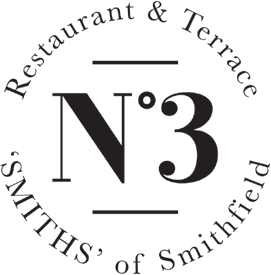 Restaurant & Terrace
N°3
‘SMITHS’ of Smithfield